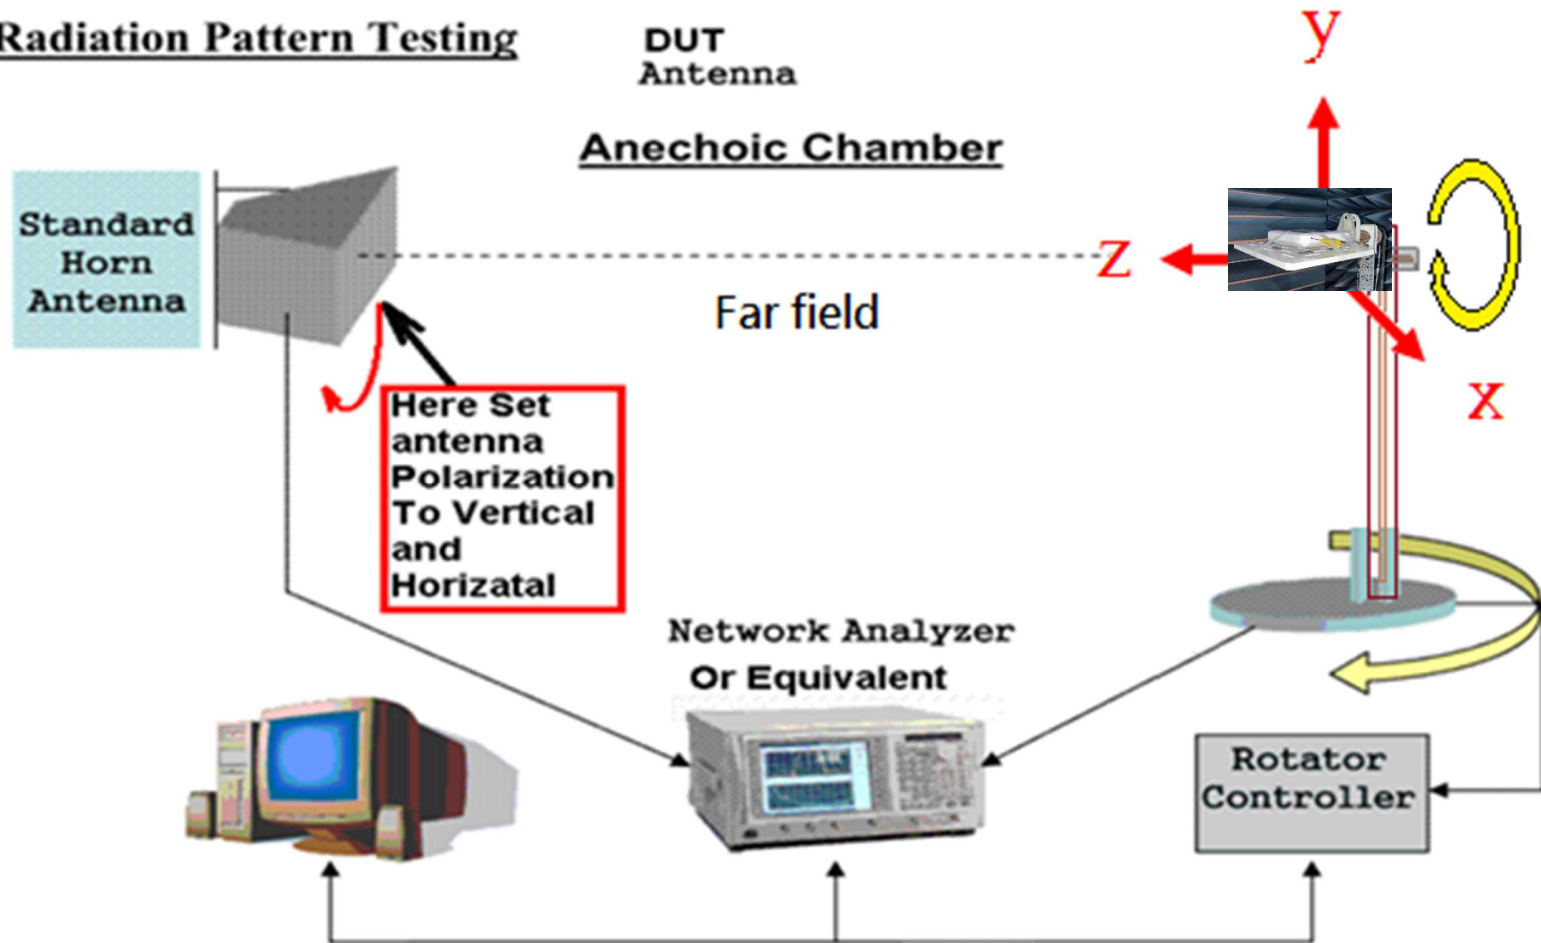 Radiation Pattern Testing
DUT
Antenna
Anechoic Chamber
y
Standard
Horn
Antenna
z
Far field
x
Here Set
antenna
Polarization
To Vertical
and
Horizatal
Network Analyzer
Or Equivalent
Rotator
Controller